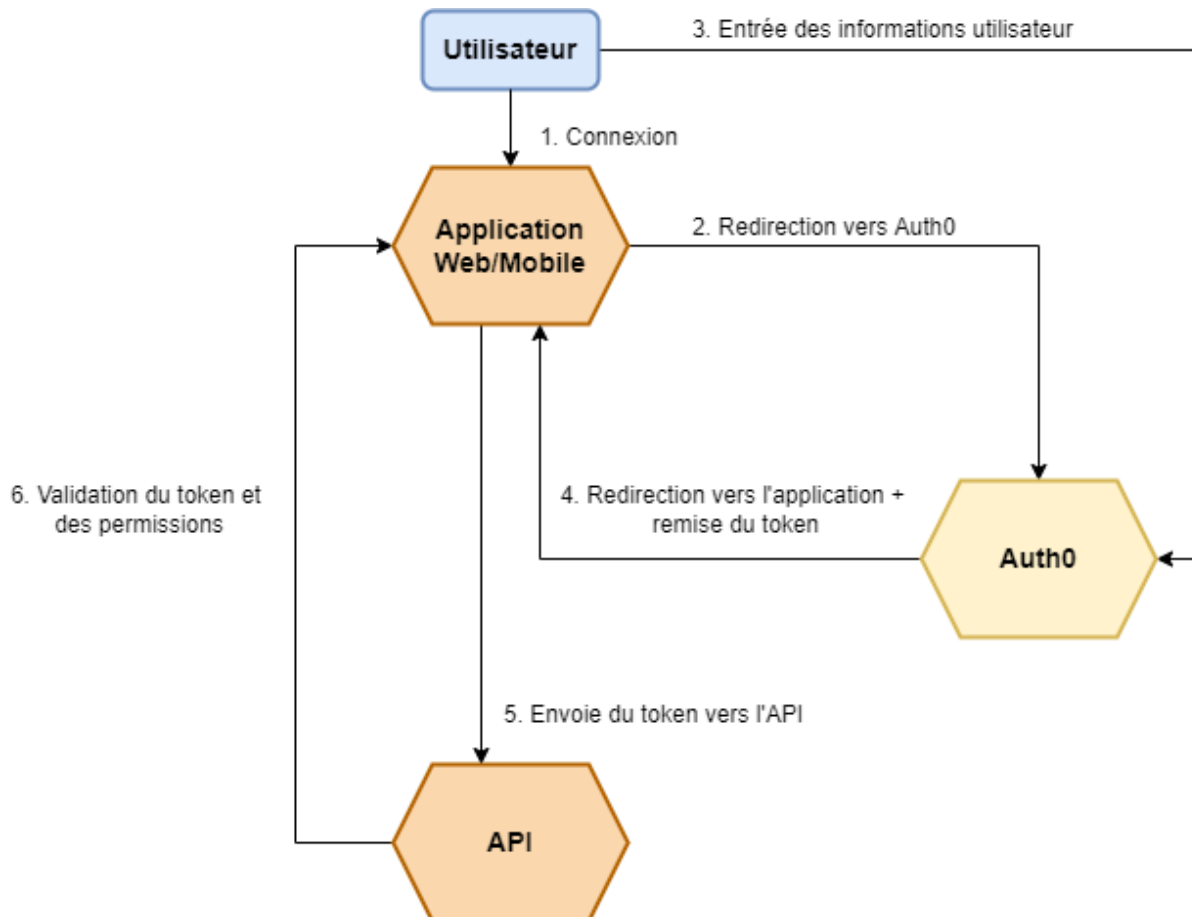 Utilisateur
3. Entrée des informations utilisateur
1. Connexion
Application
Web/Mobile
2. Redirection vers Auth0
6. Validation du token et
des permissions
4. Redirection vers l'application +
remise du token
Auth0
5. Envoie du token vers l'API
API